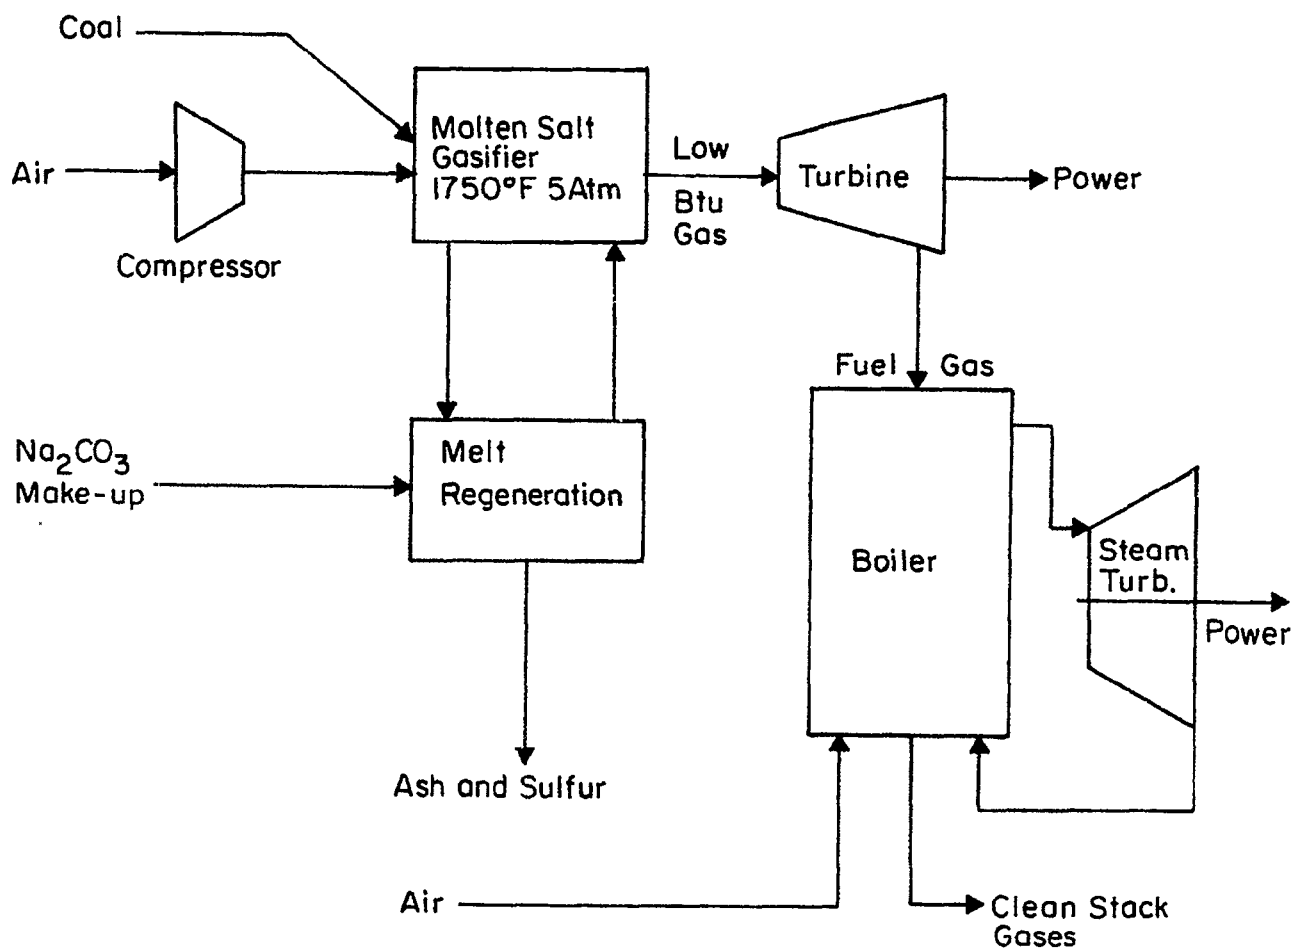 Coal
Air
Compressor
Molten Salt
Gasifier
1750°F 5Atm
Low
Btu
Gas
Turbine
Power
Fuel Gas
Na₂CO₃
Make-up
Melt
Regeneration
Boiler
Steam
Turb.
Power
Ash and Sulfur
Air
Clean Stack
Gases